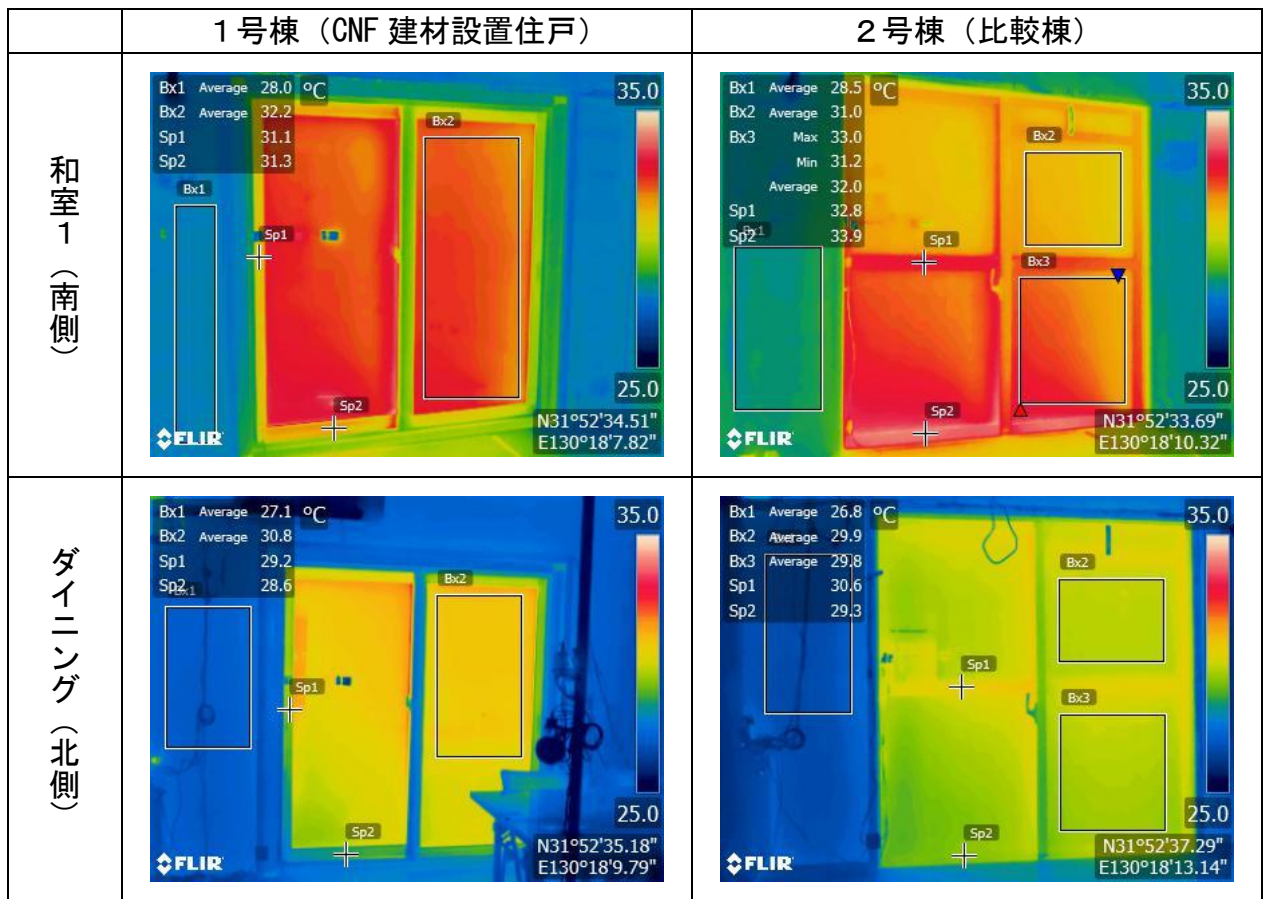 １号棟（CNF 建材設置住戸）
２号棟（比較棟）
和室１（南側）
Bx1 Average 28.0 ºC
Bx2 Average 32.2
Sp1 31.1
Sp2 31.3
35.0
Bx1
Bx2
Sp1
Sp2
25.0
N31°52'34.51"
E130°18'7.82"
FLIR
Bx1 Average 28.5 ºC
Bx2 Average 31.0
Bx3 Max 33.0
Min 31.2
Average 32.0
Sp1 32.8
Sp2 33.9
35.0
Bx1
Bx2
Sp1
Bx3
Sp2
25.0
N31°52'33.69"
E130°18'10.32"
FLIR
ダイニング（北側）
Bx1 Average 27.1 ºC
Bx2 Average 30.8
Sp1 29.2
Sp2 28.6
35.0
Bx1
Bx2
Sp1
Sp2
25.0
N31°52'35.18"
E130°18'9.79"
FLIR
Bx1 Average 26.8 ºC
Bx2 Average 29.9
Bx3 Average 29.8
Sp1 30.6
Sp2 29.3
35.0
Bx2
Sp1
Bx3
Sp2
25.0
N31°52'37.29"
E130°18'13.14"
FLIR